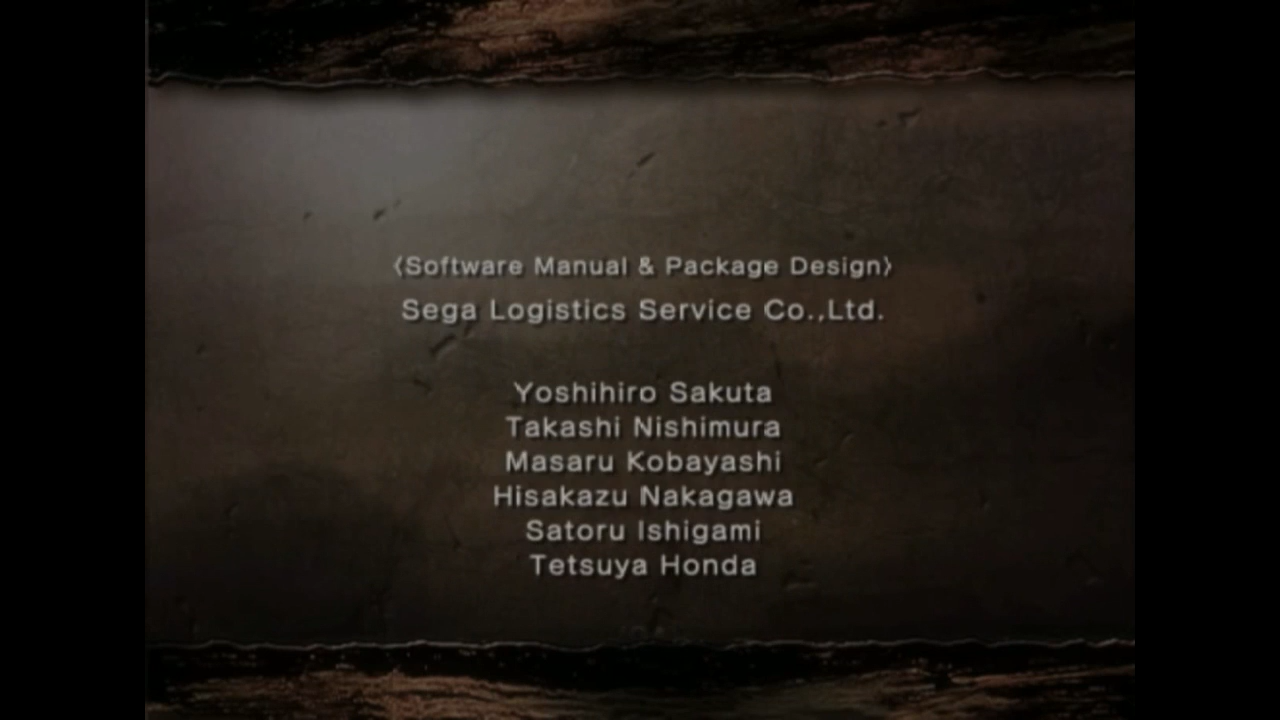 〈Software Manual & Package Design〉
Sega Logistics Service Co.,Ltd.
Yoshihiro Sakuta
Takashi Nishimura
Masaru Kobayashi
Hisakazu Nakagawa
Satoru Ishigami
Tetsuya Honda